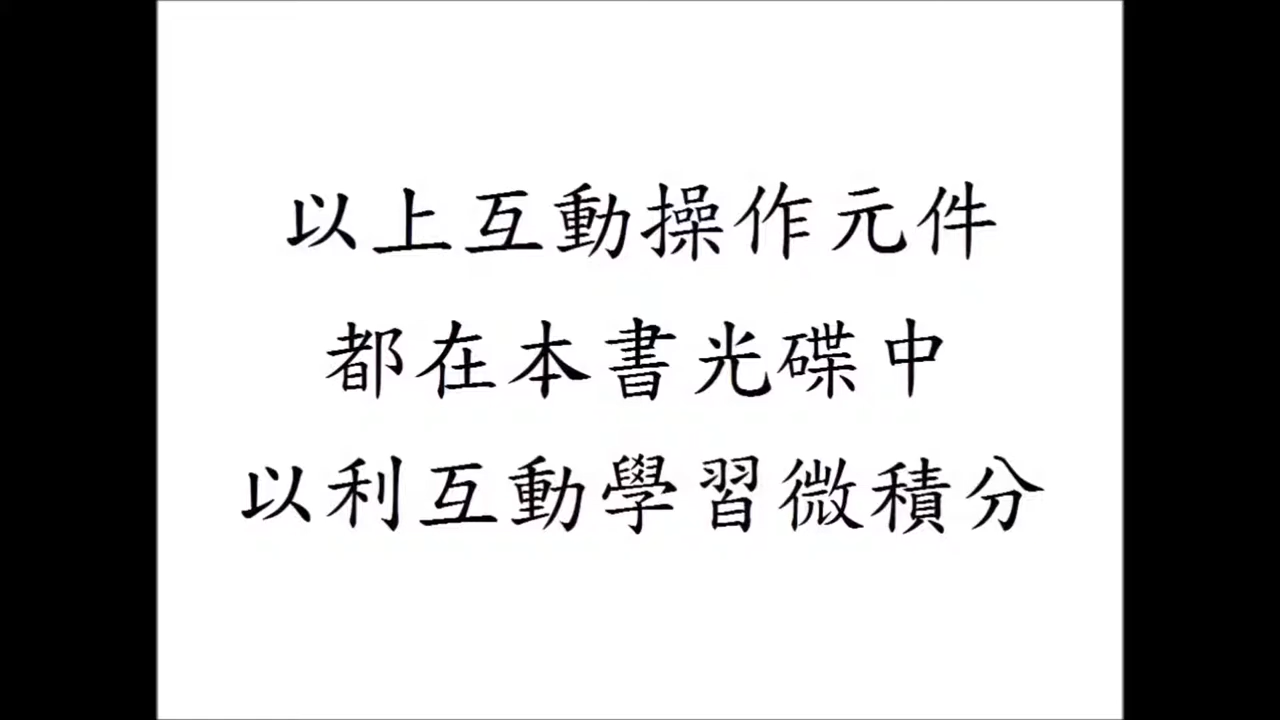 以上互動操作元件
都在本書光碟中
以利互動學習微積分